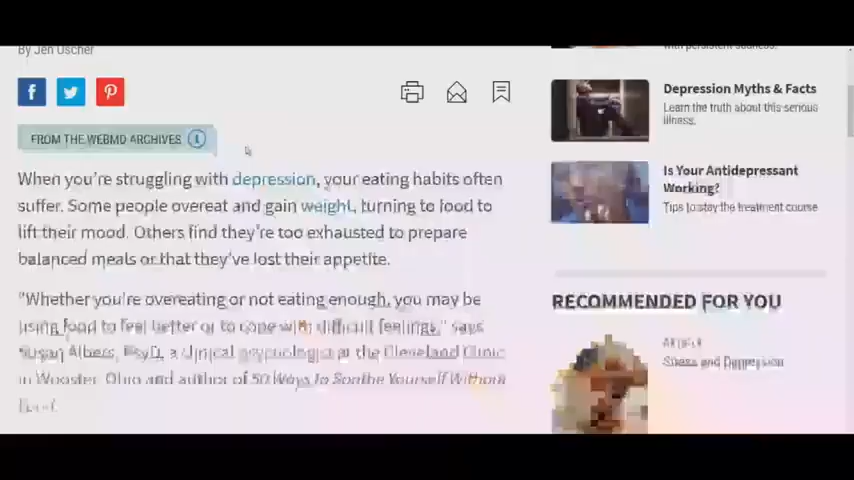 By Jen Uscher
with persistent sadness.
FROM THE WEBMD ARCHIVES
When you're struggling with depression, your eating habits often
suffer. Some people overeat and gain weight, turning to food to
lift their mood. Others find they're too exhausted to prepare
balanced meals or that they've lost their appetite.
"Whether you're overeating or not eating enough, you may be
using food to feel better or to cope with difficult feelings," says
Susan Albers, PsyD, a clinical psychologist at the Cleveland Clinic
in Wooster, Ohio and author of 50 Ways to Soothe Yourself Without
Food.
Depression Myths & Facts
Learn the truth about this serious
illness.
Is Your Antidepressant
Working?
Tips to stay the treatment course
RECOMMENDED FOR YOU
ARTICLE
Stress and Depression